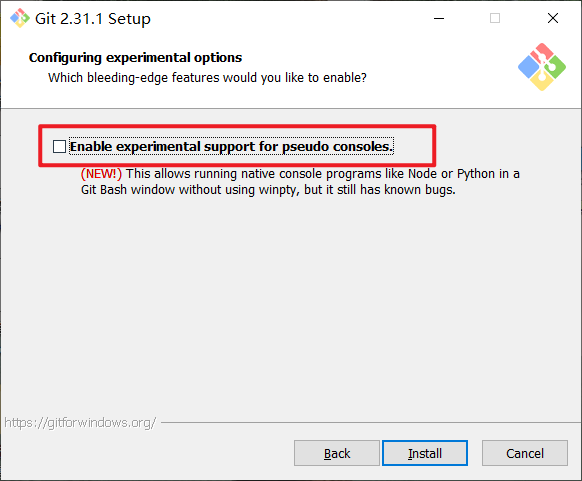 Git 2.31.1 Setup
Configuring experimental options
Which bleeding-edge features would you like to enable?
Enable experimental support for pseudo consoles.
(NEW!) This allows running native console programs like Node or Python in a
Git Bash window without using winpty, but it still has known bugs.
https://gitforwindows.org/
Back Install Cancel